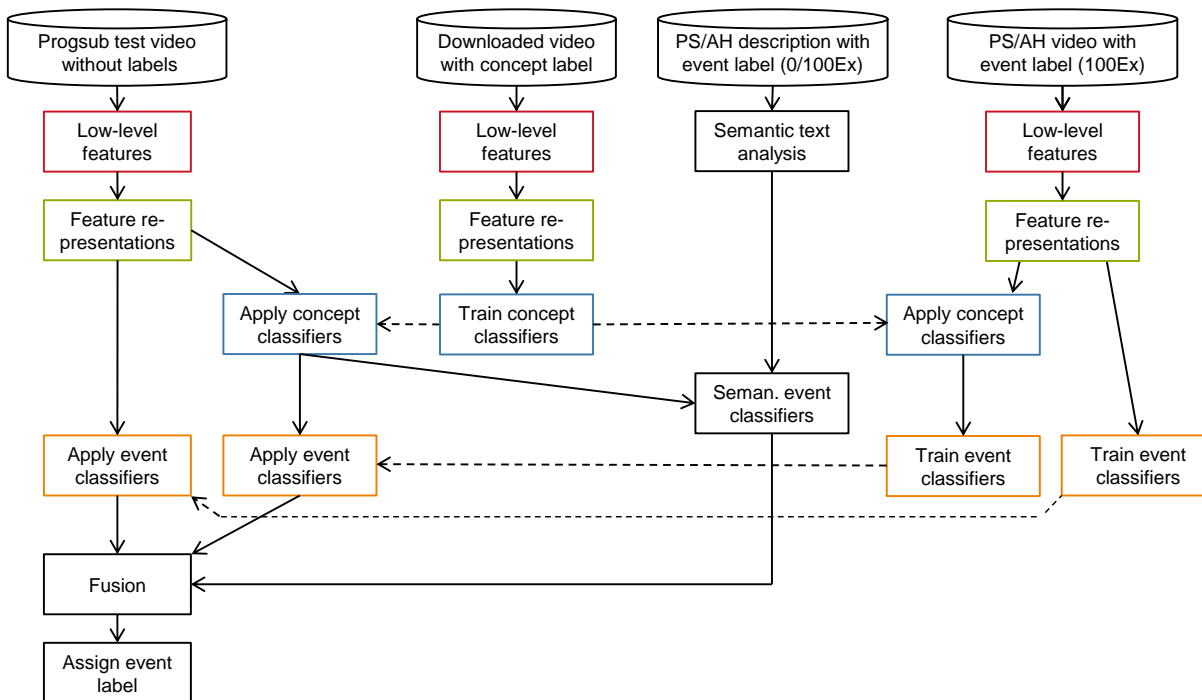 Progsub test video
without labels
Downloaded video
with concept label
PS/AH description with
event label (0/100Ex)
PS/AH video with
event label (100Ex)
Low-level
features
Low-level
features
Semantic text
analysis
Low-level
features
Feature re-
presentations
Feature re-
presentations
Feature re-
presentations
Apply concept
classifiers
Train concept
classifiers
Apply concept
classifiers
Seman. event
classifiers
Apply event
classifiers
Apply event
classifiers
Train event
classifiers
Train event
classifiers
Fusion
Assign event
label